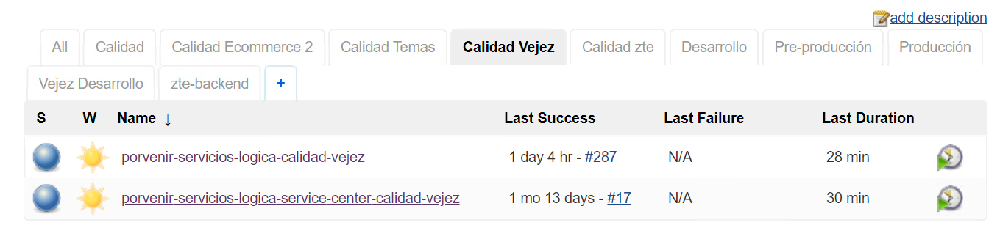 add description
All Calidad Calidad Ecommerce 2 Calidad Temas Calidad Vejez Calidad zte Desarrollo Pre-producción Producción
Vejez Desarrollo zte-backend +
S W Name ↓ Last Success Last Failure Last Duration
porvenir-servicios-logica-calidad-vejez 1 day 4 hr - #287 N/A 28 min
porvenir-servicios-logica-service-center-calidad-vejez 1 mo 13 days - #17 N/A 30 min